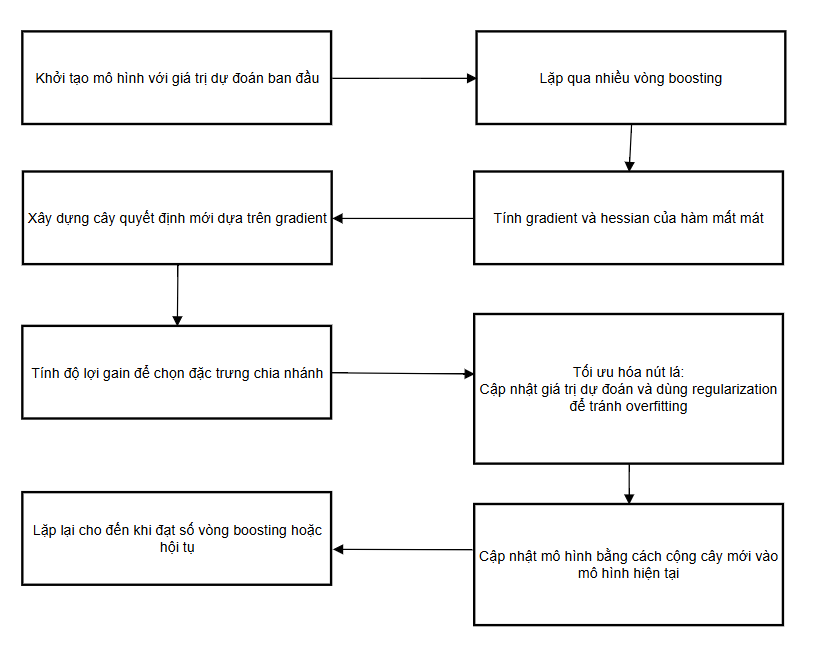 Khởi tạo mô hình với giá trị dự đoán ban đầu
Lặp qua nhiều vòng boosting
Tính gradient và hessian của hàm mất mát
Xây dựng cây quyết định mới dựa trên gradient
Tính độ lợi gain để chọn đặc trưng chia nhánh
Tối ưu hóa nút lá:
Cập nhật giá trị dự đoán và dùng regularization
để tránh overfitting
Cập nhật mô hình bằng cách cộng cây mới vào
mô hình hiện tại
Lặp lại cho đến khi đạt số vòng boosting hoặc
hội tụ